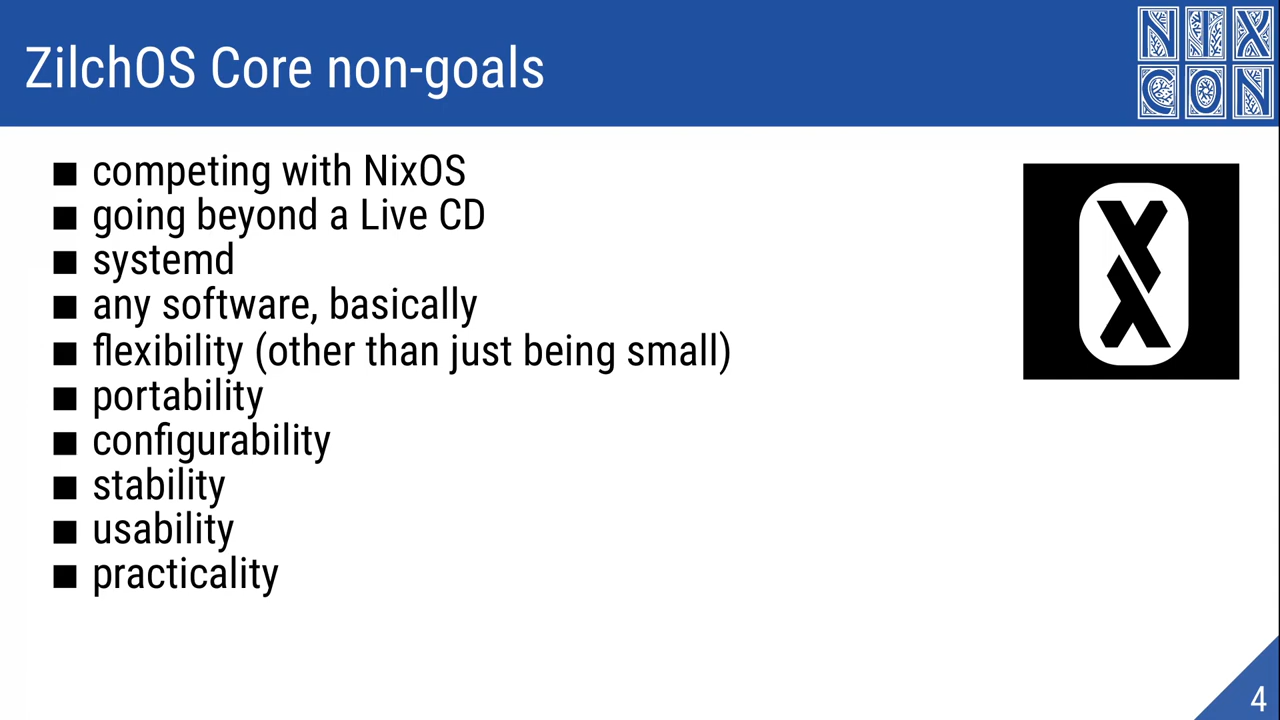 ZilchOS Core non-goals
NIX
CON
■ competing with NixOS
■ going beyond a Live CD
■ systemd
■ any software, basically
■ flexibility (other than just being small)
■ portability
■ configurability
■ stability
■ usability
■ practicality
4